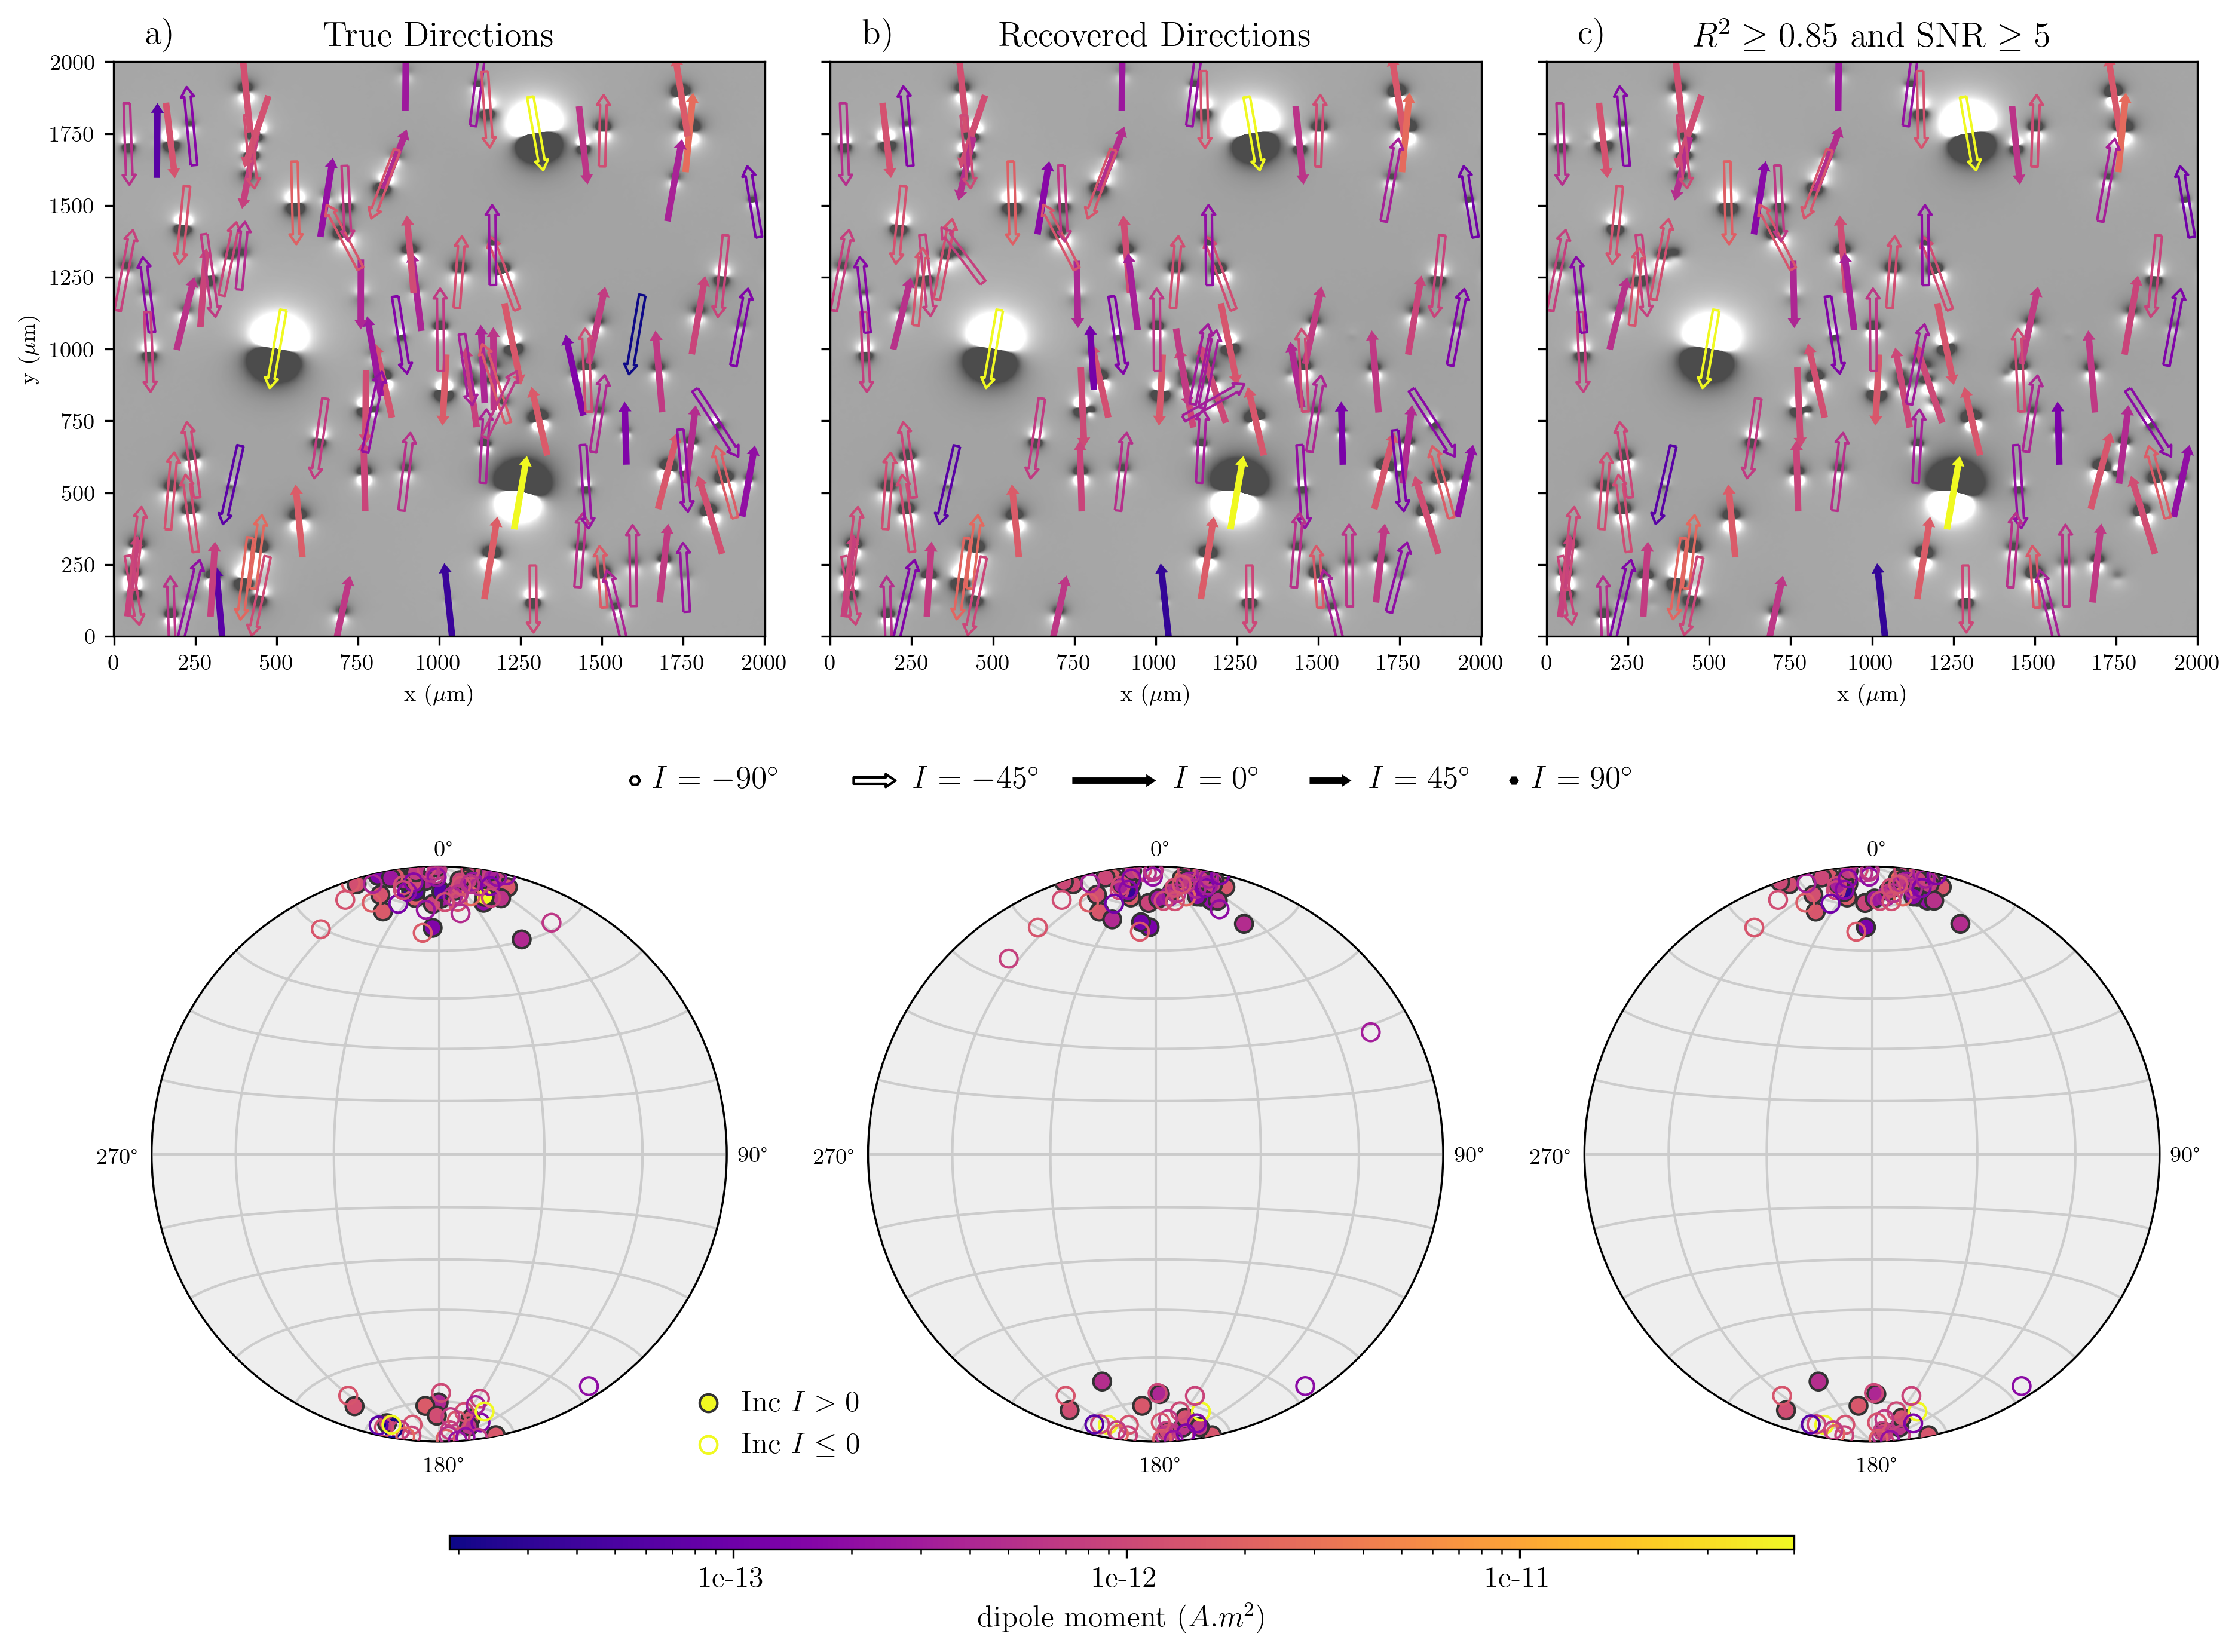 a) True Directions b) Recovered Directions c) $R^2 \geq 0.85$ and SNR $\geq 5$
2000
1750
1500
1250
1000
750
500
250
0
y (μm)
0 250 500 750 1000 1250 1500 1750 2000 0 250 500 750 1000 1250 1500 1750 2000 0 250 500 750 1000 1250 1500 1750 2000
x (μm) x (μm) x (μm)
I = −90° I = −45° I = 0° I = 45° I = 90°
0° 0° 0°
270° 90° 270° 90° 270° 90°
Inc I > 0
Inc I ≤ 0
180° 180° 180°
1e-13 1e-12 1e-11
dipole moment ($A.m^2$)